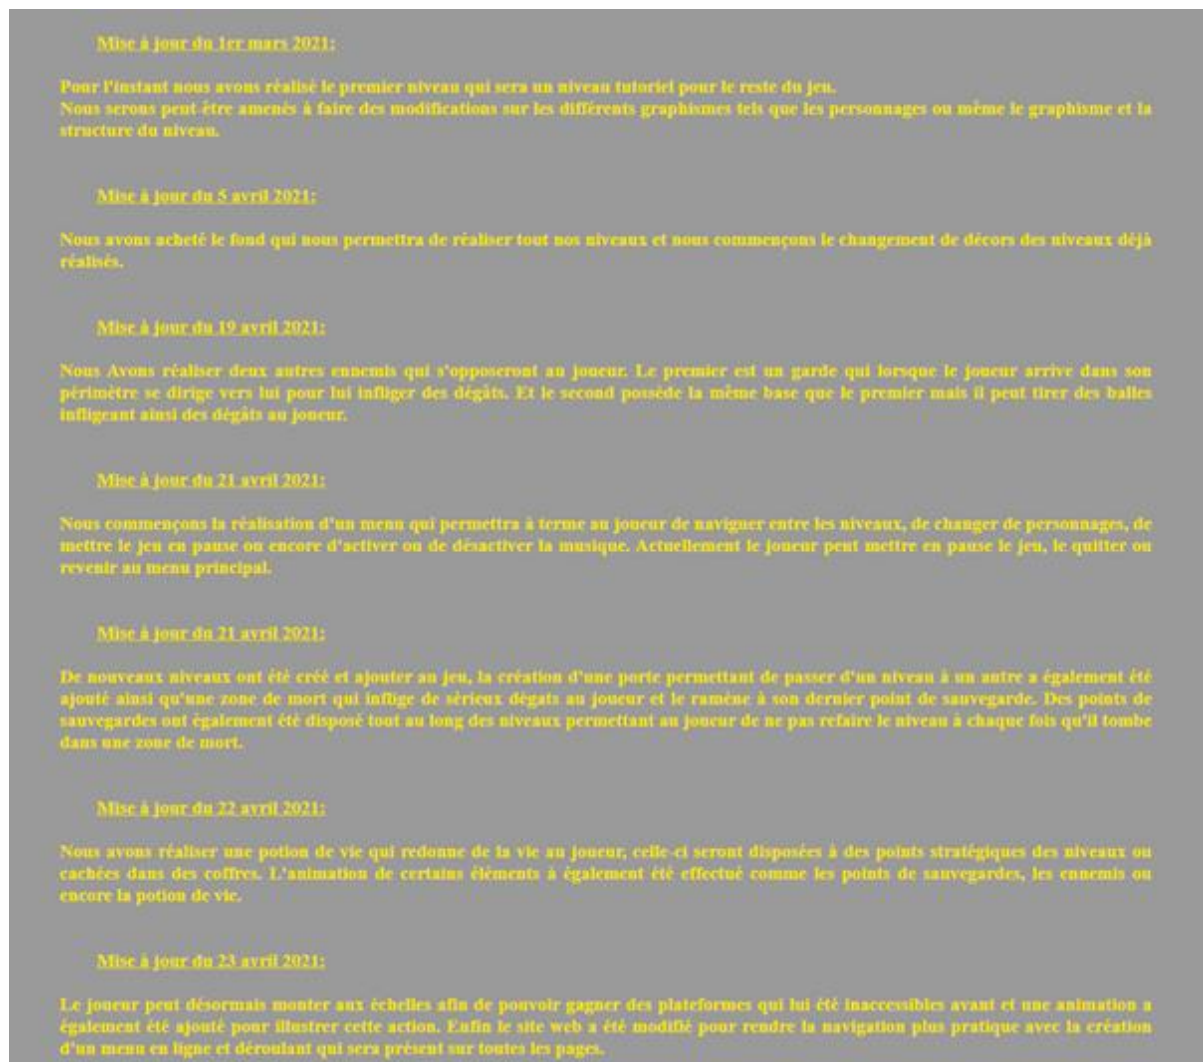 Mise à jour du 1er mars 2021:
Pour l'instant nous avons réalisé le premier niveau qui sera un niveau tutoriel pour le reste du jeu.
Nous serons peut-être amenés à faire des modifications sur les différents graphismes tels que les personnages ou même le graphisme et la
structure du niveau.
Mise à jour du 5 avril 2021:
Nous avons acheté le fond qui nous permettra de réaliser tout nos niveaux et nous commençons le changement de décors des niveaux déjà
réalisés.
Mise à jour du 19 avril 2021:
Nous Avons réaliser deux autres ennemis qui s'opposeront au joueur. Le premier est un garde qui lorsque le joueur arrive dans son
périmètre se dirige vers lui pour lui infliger des dégâts. Et le second possède la même base que le premier mais il peut tirer des balles
infligeant ainsi des dégâts au joueur.
Mise à jour du 21 avril 2021:
Nous commençons la réalisation d'un menu qui permettra à terme au joueur de naviguer entre les niveaux, de changer de personnages, de
mettre le jeu en pause ou encore d'activer ou de désactiver la musique. Actuellement le joueur peut mettre en pause le jeu, le quitter ou
revenir au menu principal.
Mise à jour du 21 avril 2021:
De nouveaux niveaux ont été créé et ajouter au jeu, la création d'une porte permettant de passer d'un niveau à un autre a également été
ajouté ainsi qu'une zone de mort qui inflige de sèrieux dégats au joueur et le ramène à son dernier point de sauvegarde. Des points de
sauvegardes ont également été disposé tout au long des niveaux permettant au joueur de ne pas refaire le niveau à chaque fois qu'il tombe
dans une zone de mort.
Mise à jour du 22 avril 2021:
Nous avons réaliser une potion de vie qui redonne de la vie au joueur, celle-ci seront disposées à des points stratégiques des niveaux ou
cachées dans des coffres. L'animation de certains éléments à également été effectué comme les points de sauvegardes, les ennemis ou
encore la potion de vie.
Mise à jour du 23 avril 2021:
Le joueur peut désormais monter aux échelles afin de pouvoir gagner des plateformes qui lui été inaccessibles avant et une animation a
également été ajouté pour illustrer cette action. Enfin le site web a été modifié pour rendre la navigation plus pratique avec la création
d'un menu en ligne et déroulant qui sera présent sur toutes les pages.